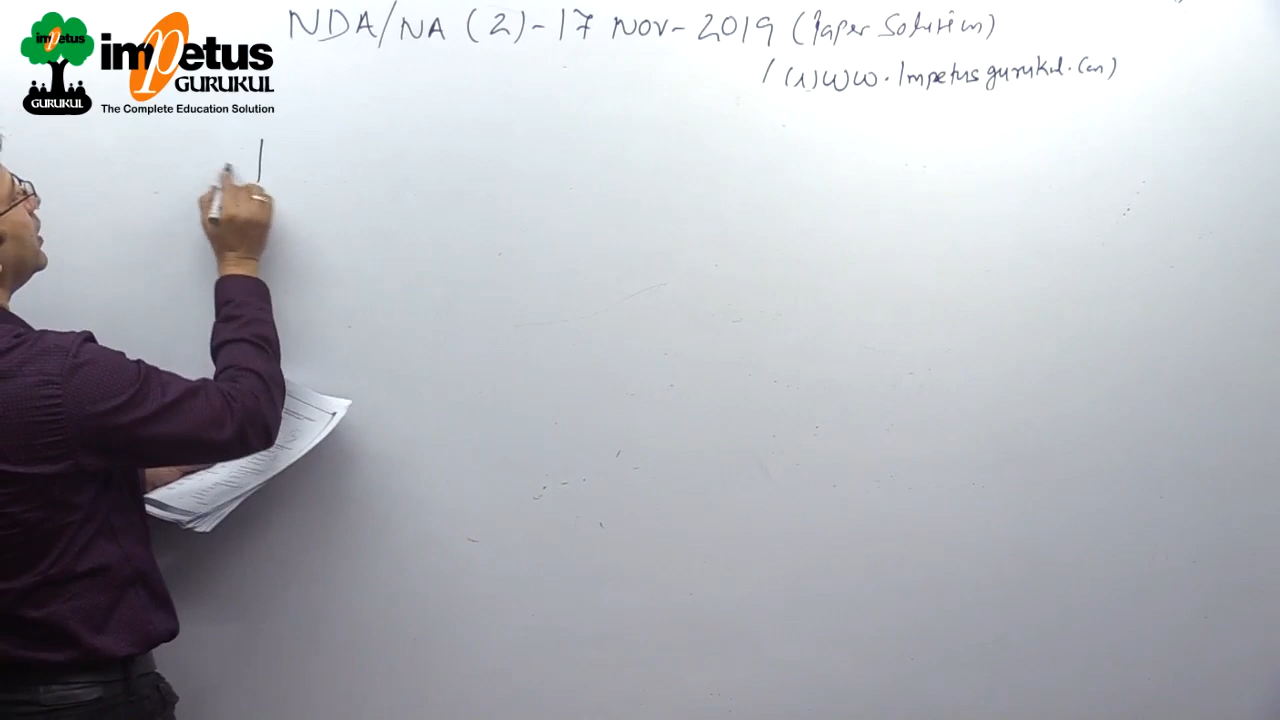 NDA/NA (2)-17 Nov-2019 (Paper Solution)
/ www.Impetusgurukul.com)
impetus
GURUKUL
impetus
GURUKUL
The Complete Education Solution